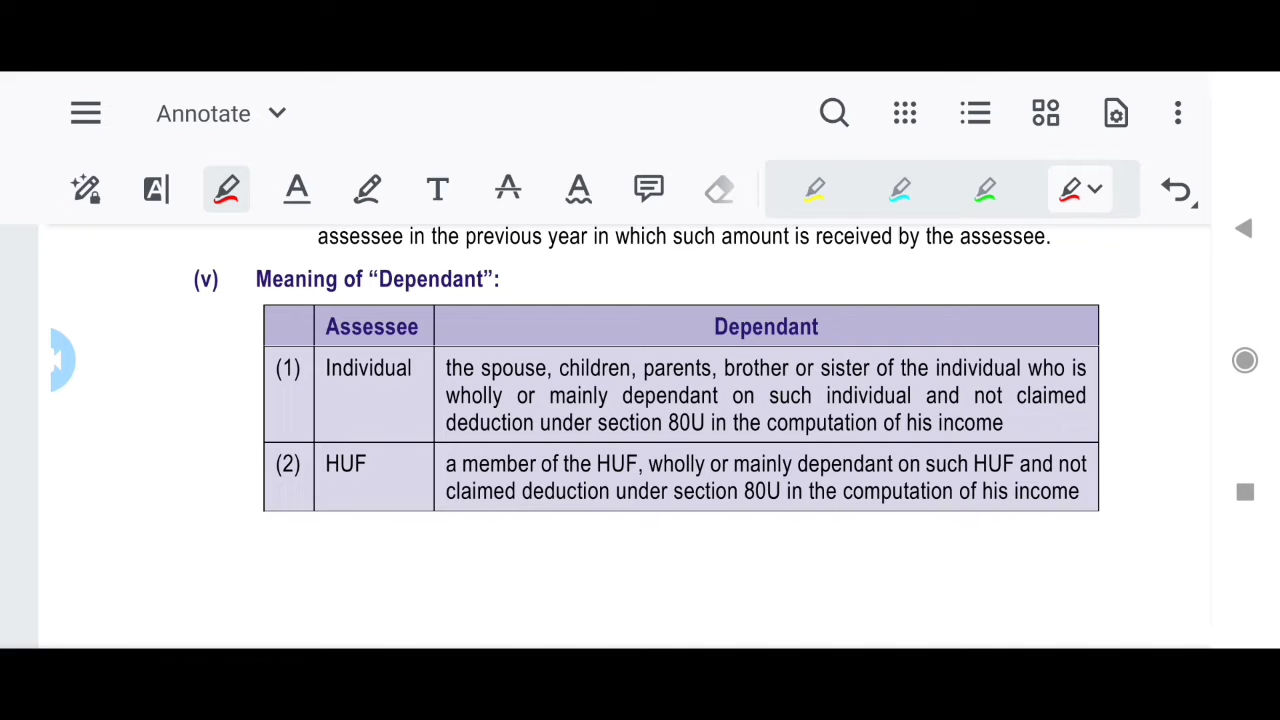 Annotate
T
assessee in the previous year in which such amount is received by the assessee.
(v) Meaning of “Dependant”:
Assessee Dependant
(1) Individual the spouse, children, parents, brother or sister of the individual who is
wholly or mainly dependant on such individual and not claimed
deduction under section 80U in the computation of his income
(2) HUF a member of the HUF, wholly or mainly dependant on such HUF and not
claimed deduction under section 80U in the computation of his income